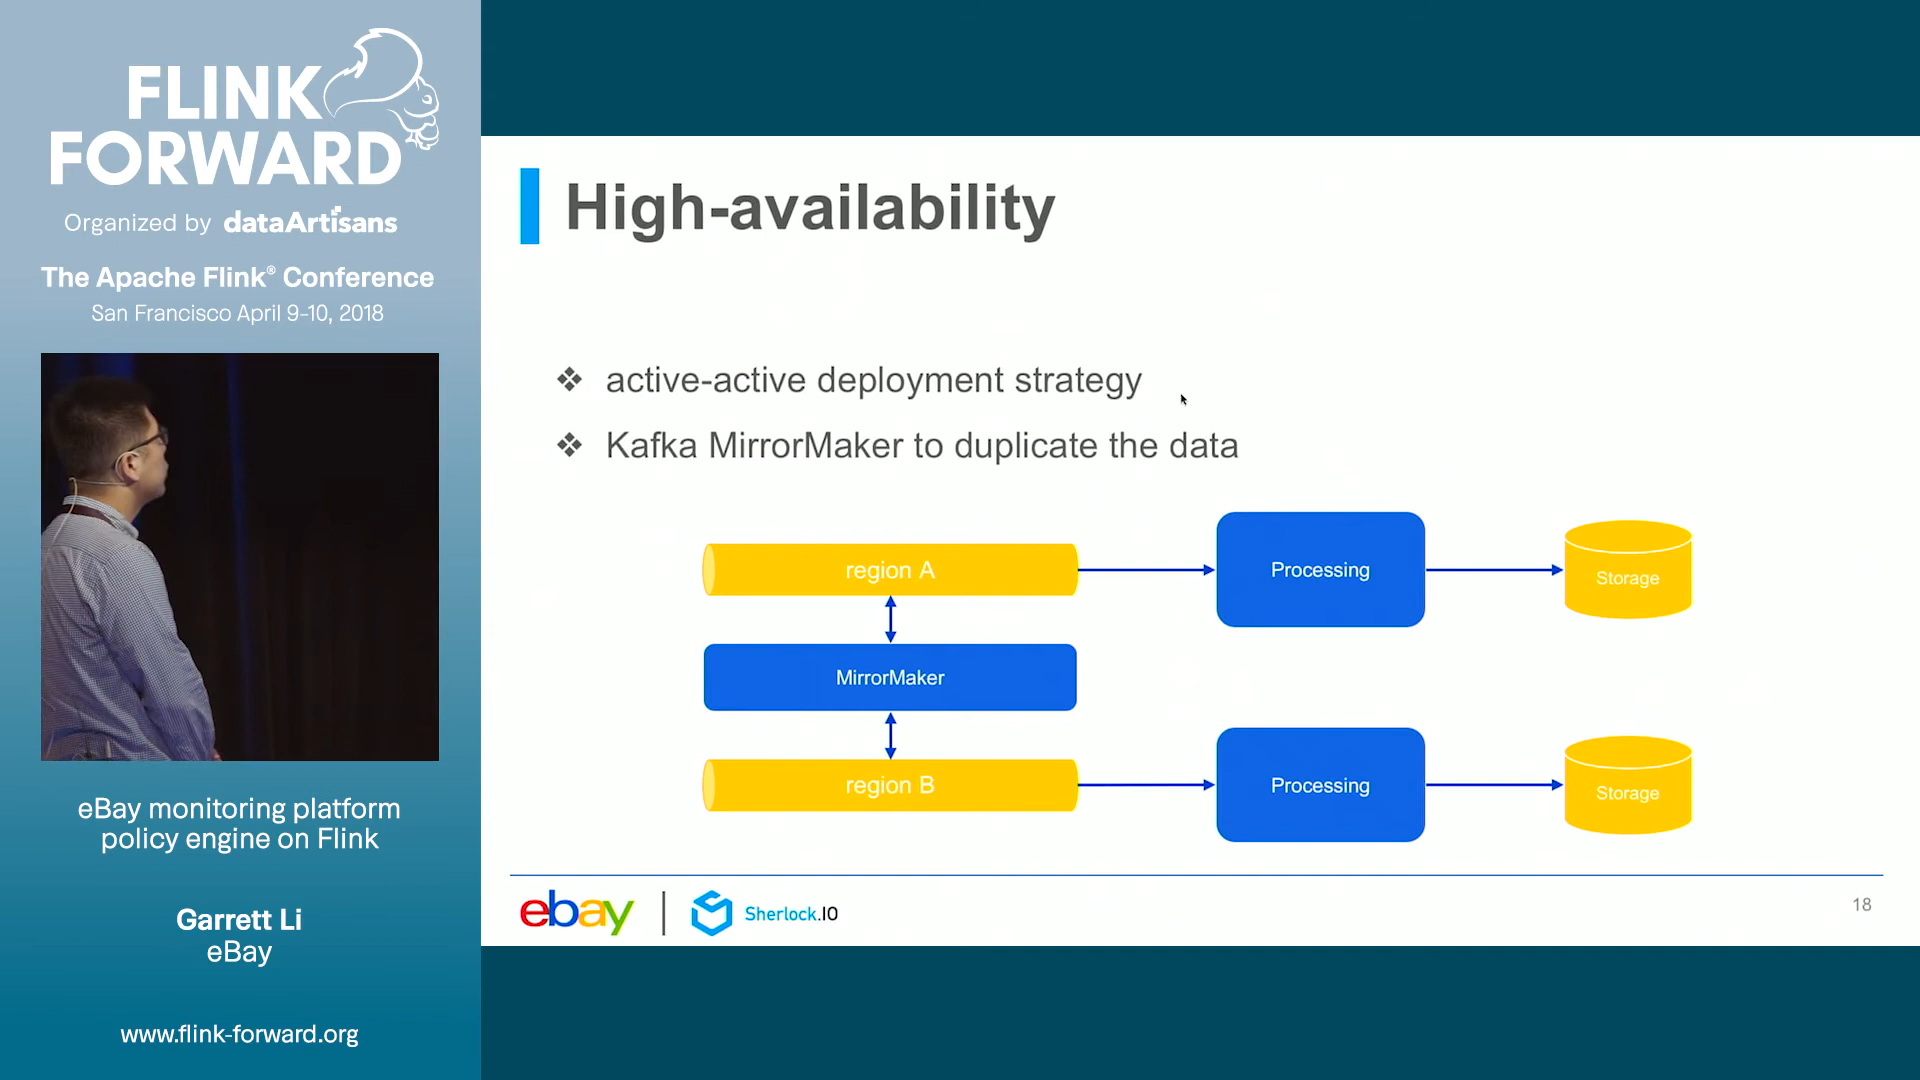 FLINK
FORWARD
Organized by dataArtisans
The Apache Flink® Conference
San Francisco April 9-10, 2018
eBay monitoring platform
policy engine on Flink
Garrett Li
eBay
www.flink-forward.org
High-availability
❖ active-active deployment strategy
❖ Kafka MirrorMaker to duplicate the data
region A
Processing
Storage
MirrorMaker
region B
Processing
Storage
ebay
Sherlock.IO
18